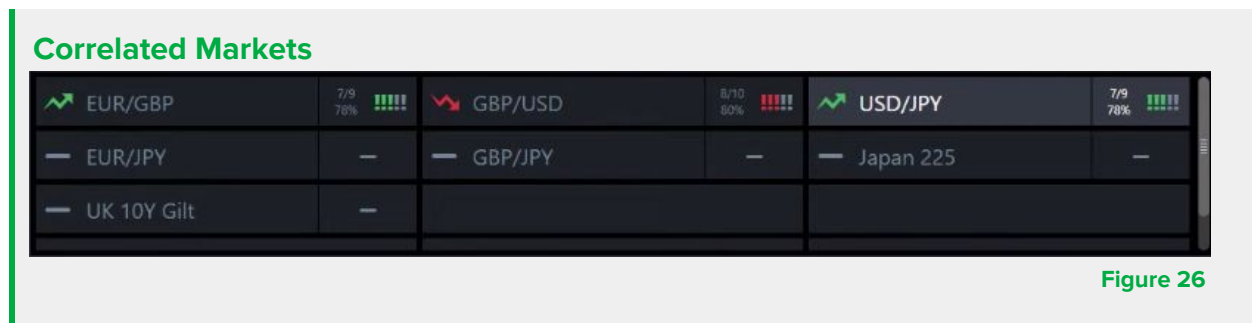 Correlated Markets
EUR/GBP 7/9 78% GBP/USD 8/10 80% USD/JPY 7/9 78%
EUR/JPY – GBP/JPY – Japan 225 –
UK 10Y Gilt –
Figure 26